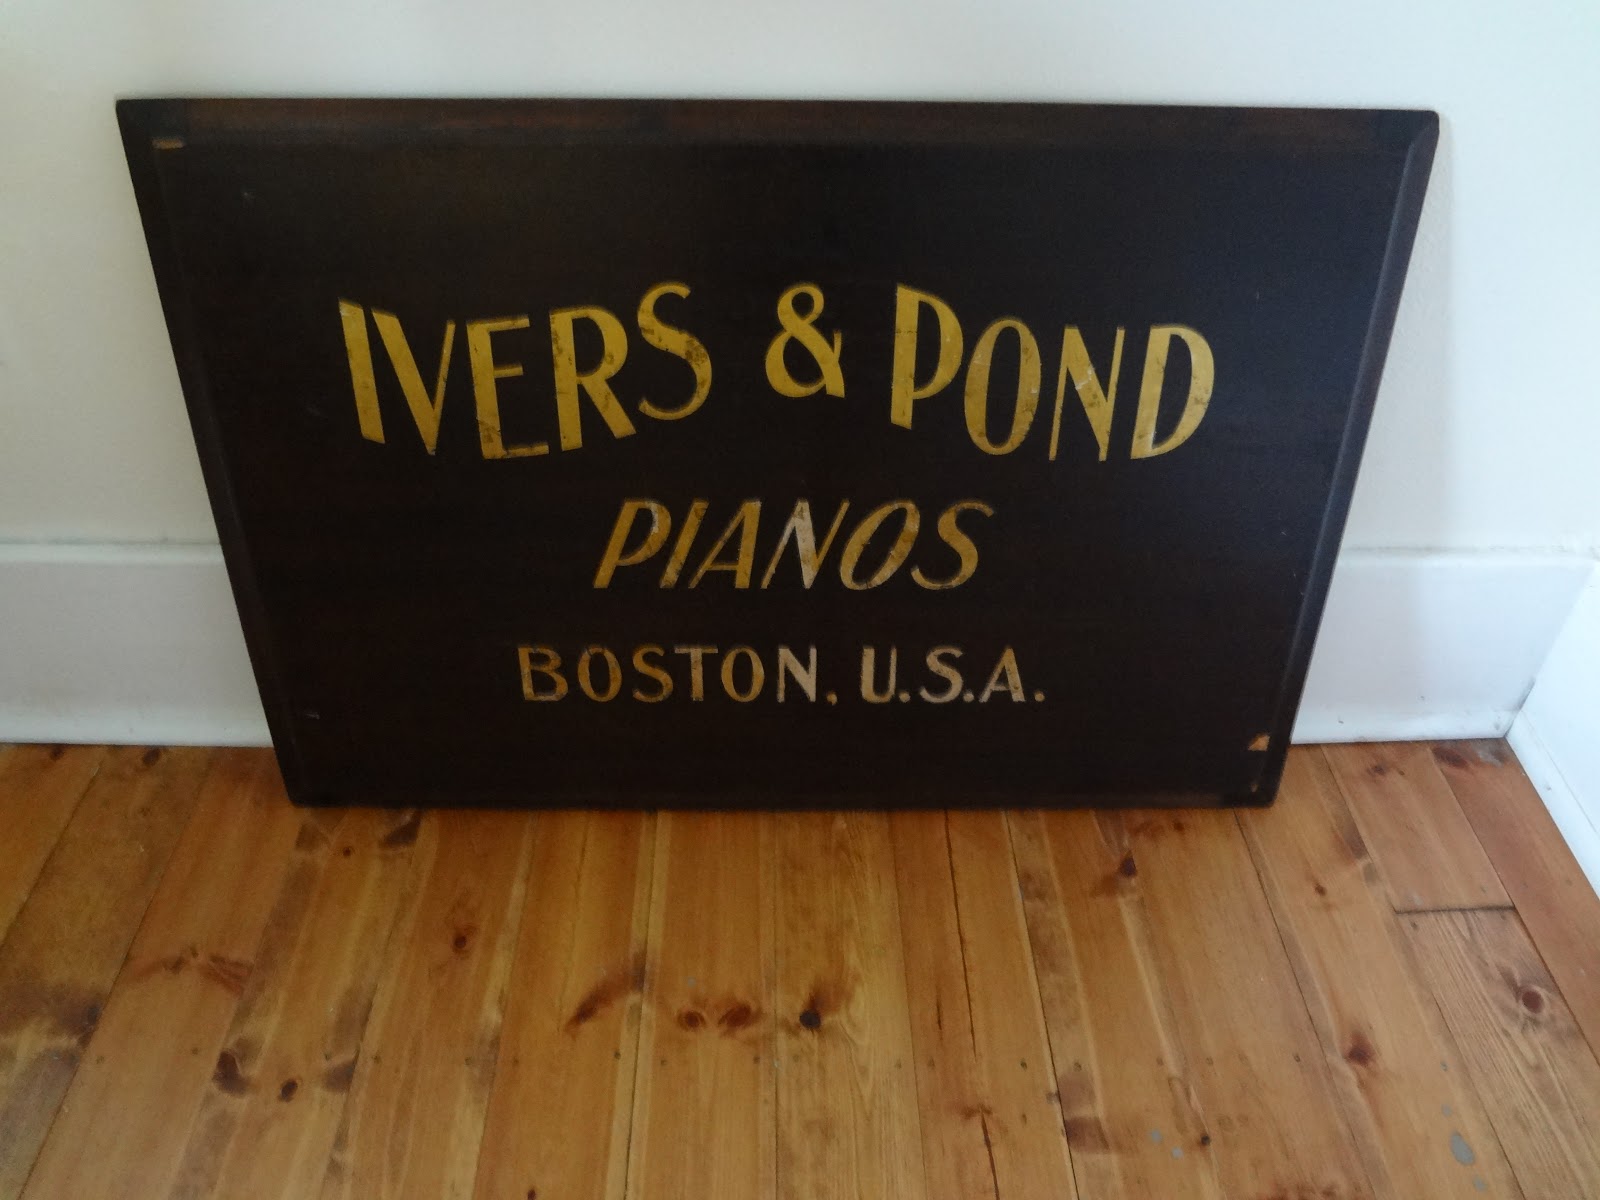 IVERS & POND
PIANOS
BOSTON, U.S.A.